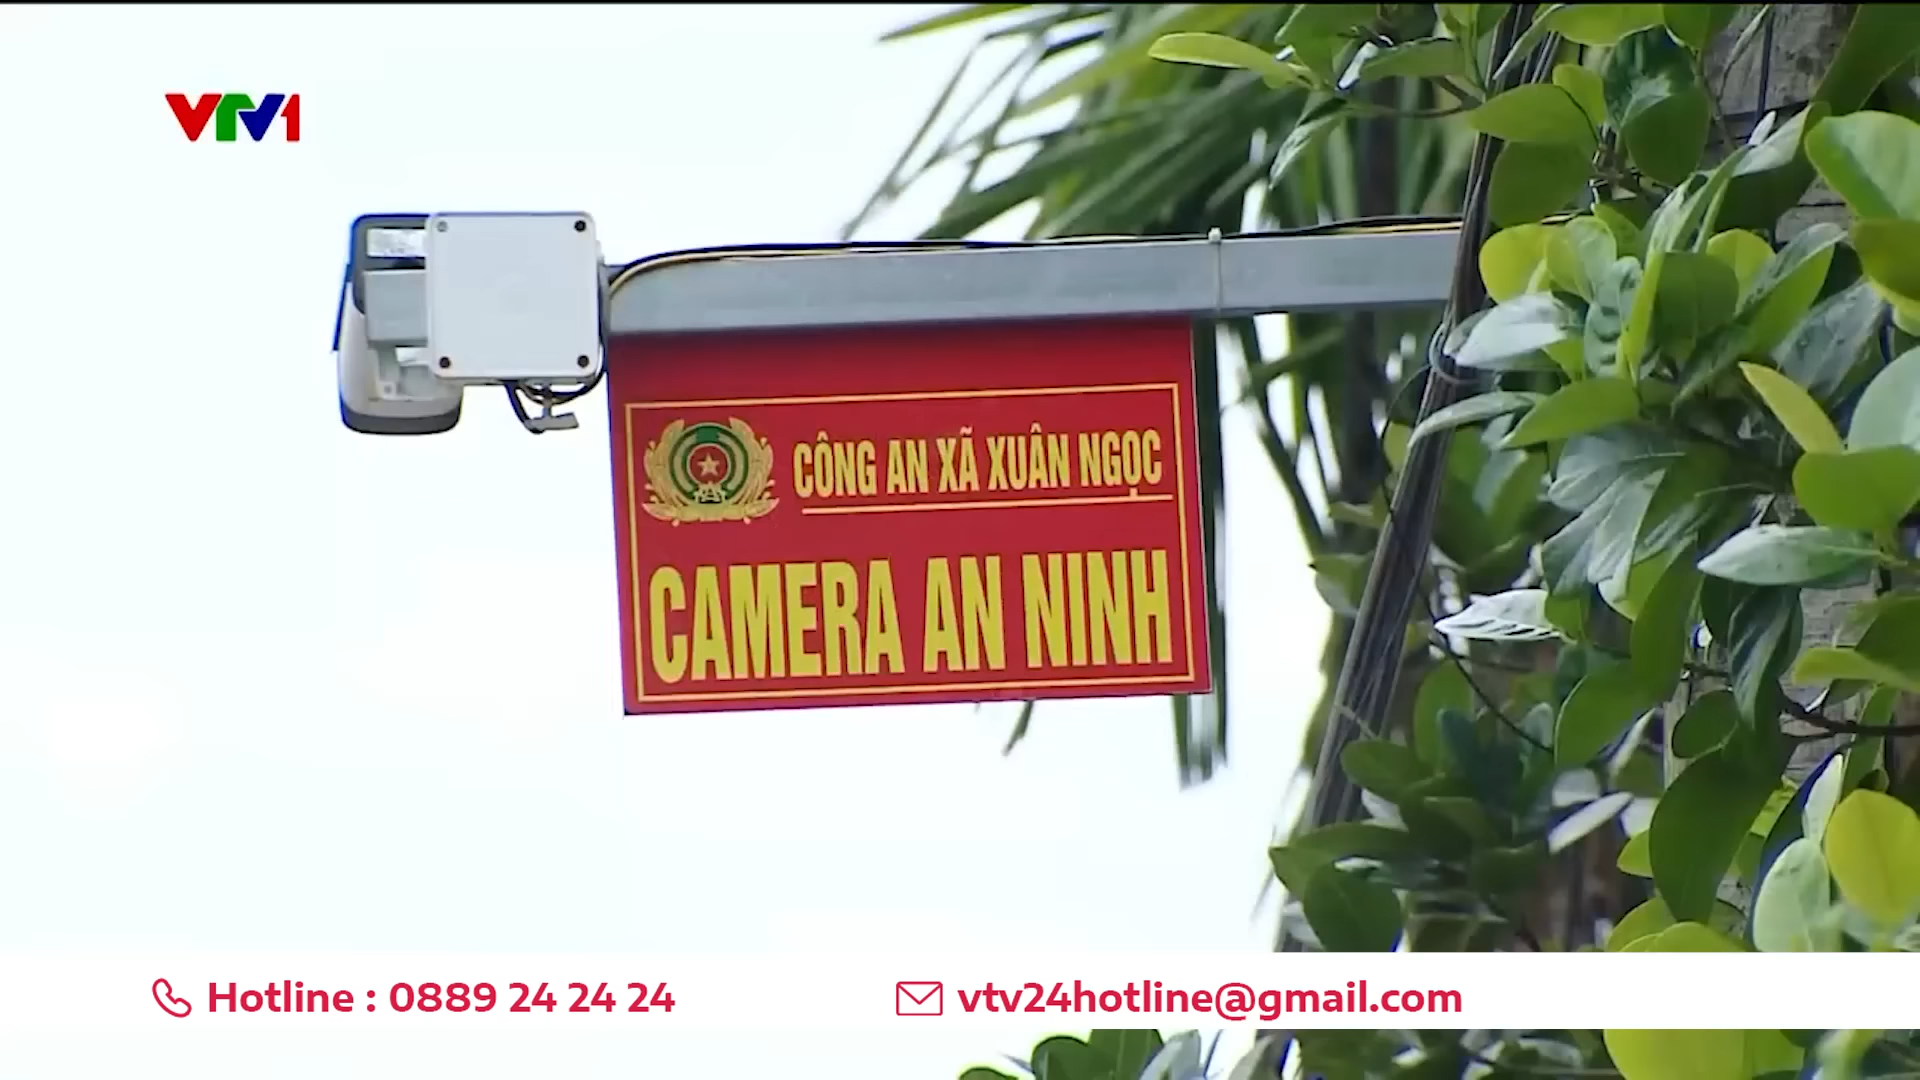 VTV1
CÔNG AN XÃ XUÂN NGỌC
CAMERA AN NINH
Hotline : 0889 24 24 24
vtv24hotline@gmail.com